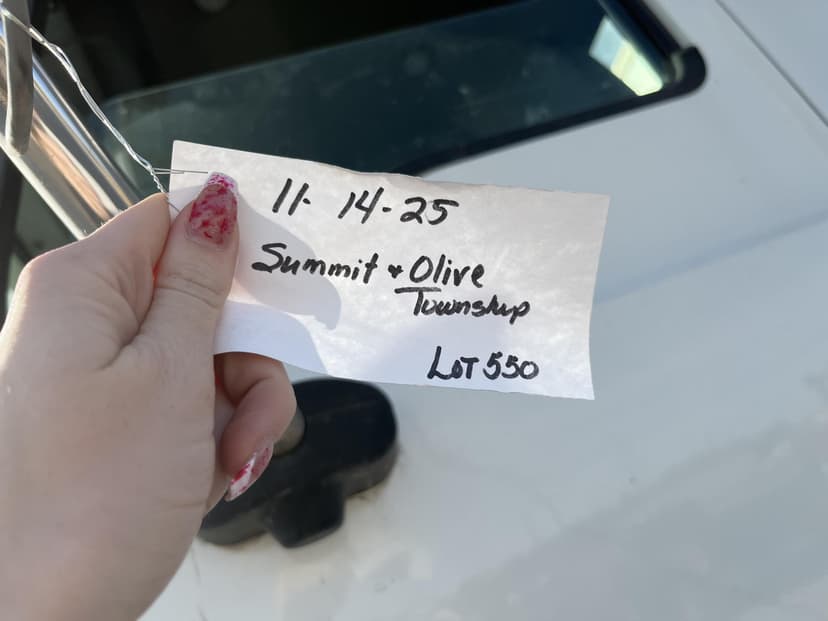 11-14-25
Summit & Olive
Township
LOT 550